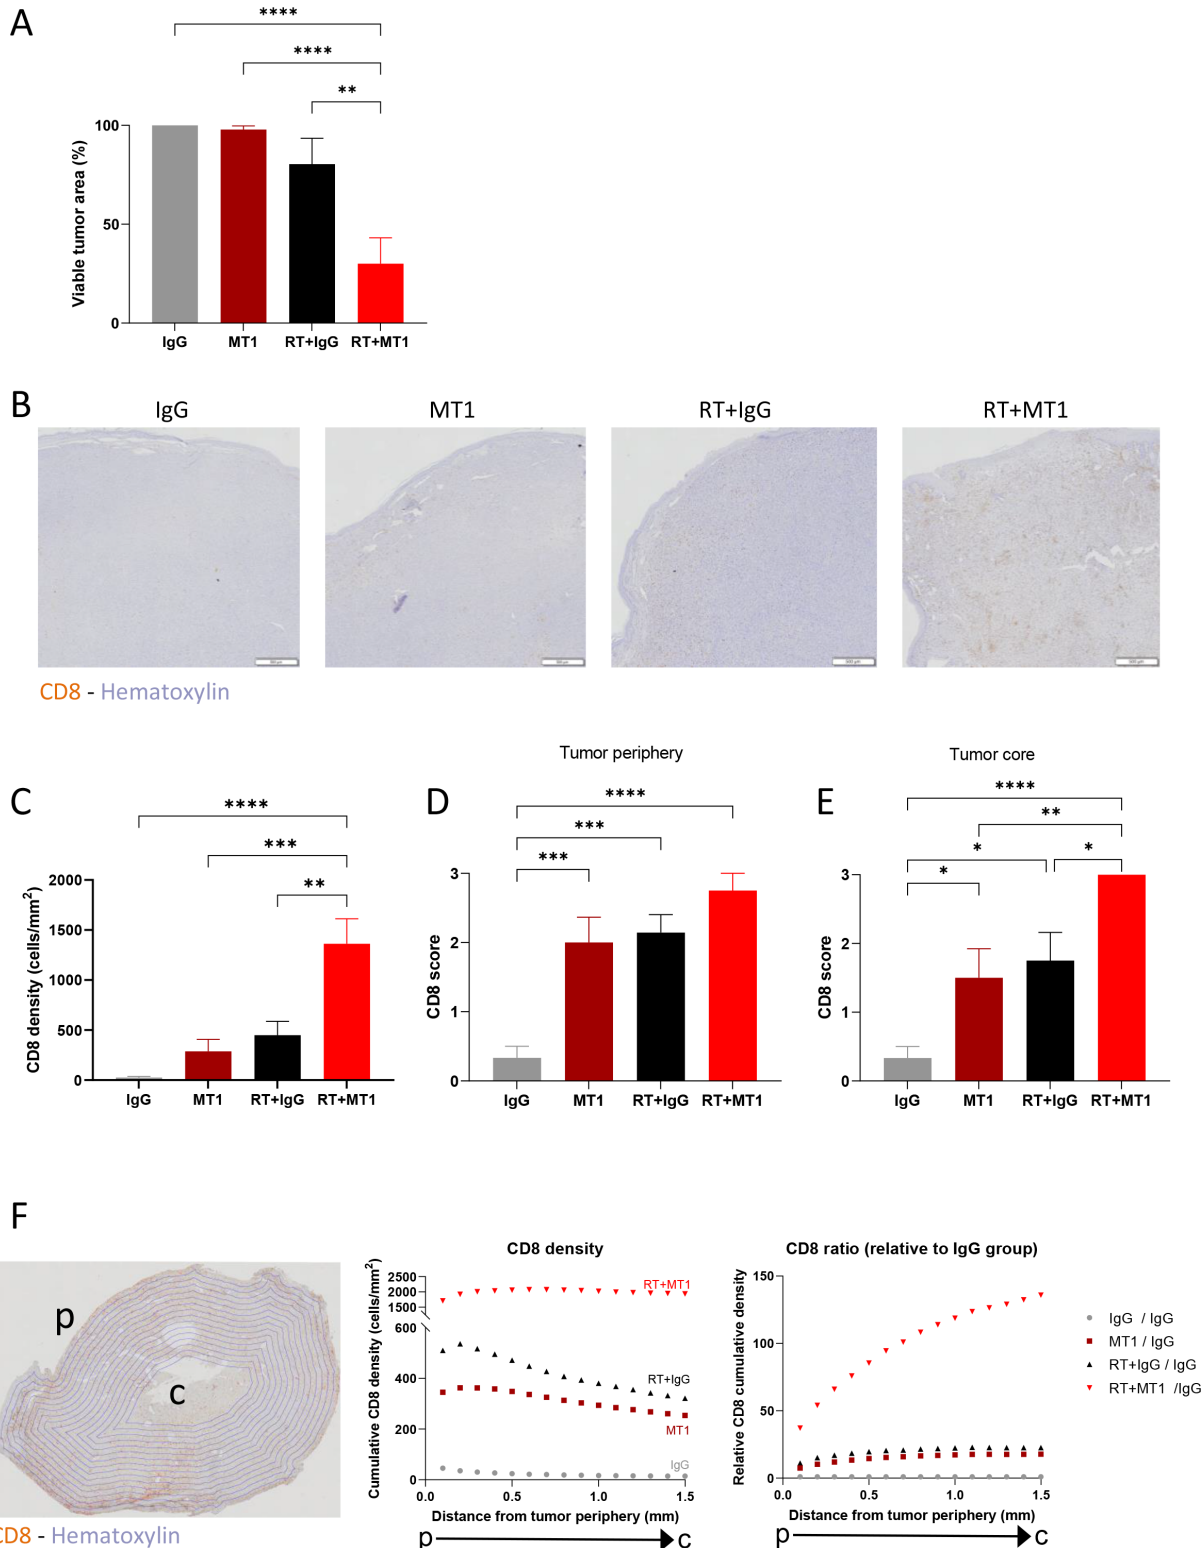 A
****
****
**
100
50
0
Viable tumor area (%)
IgG MT1 RT+IgG RT+MT1
B
IgG MT1 RT+IgG RT+MT1
CD8 - Hematoxylin
C
****
***
**
2000
1500
1000
500
0
CD8 density (cells/mm²)
IgG MT1 RT+IgG RT+MT1
Tumor periphery
D
****
***
***
3
2
1
0
CD8 score
IgG MT1 RT+IgG RT+MT1
Tumor core
E
****
**
* *
*
3
2
1
0
CD8 score
IgG MT1 RT+IgG RT+MT1
F
p
c
CD8 - Hematoxylin
CD8 density
2500
2000
1500
600
400
200
0
Cumulative CD8 density (cells/mm²)
RT+MT1
RT+IgG
MT1
IgG
0.0 0.5 1.0 1.5
Distance from tumor periphery (mm)
p c
CD8 ratio (relative to IgG group)
150
100
50
0
Relative CD8 cumulative density
0.0 0.5 1.0 1.5
Distance from tumor periphery (mm)
p c
IgG / IgG
MT1 / IgG
RT+IgG / IgG
RT+MT1 /IgG